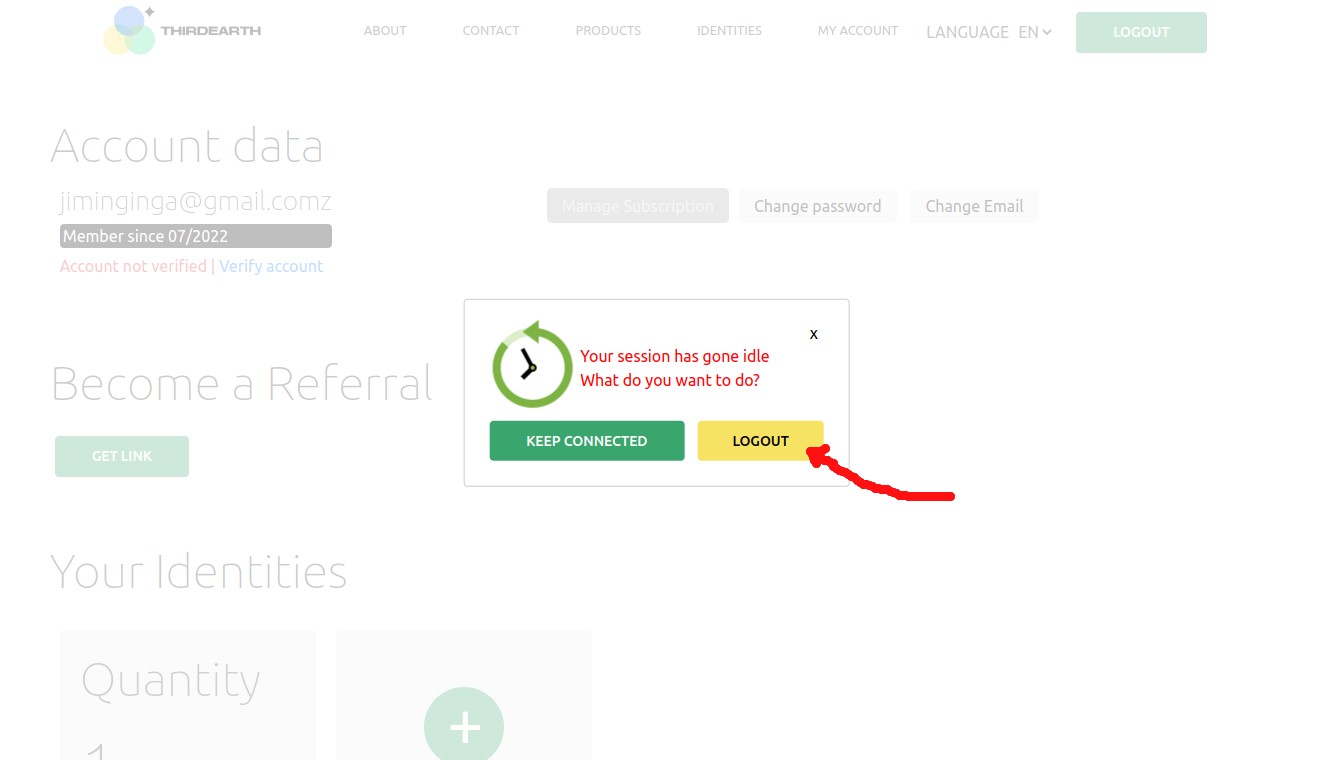 THIRDEARTH
ABOUT CONTACT PRODUCTS IDENTITIES MY ACCOUNT LANGUAGE EN LOGOUT
Account data
jiminginga@gmail.comz
Manage Subscription Change password Change Email
Member since 07/2022
Account not verified | Verify account
x
Your session has gone idle
What do you want to do?
KEEP CONNECTED LOGOUT
Become a Referral
GET LINK
Your Identities
Quantity
1
+